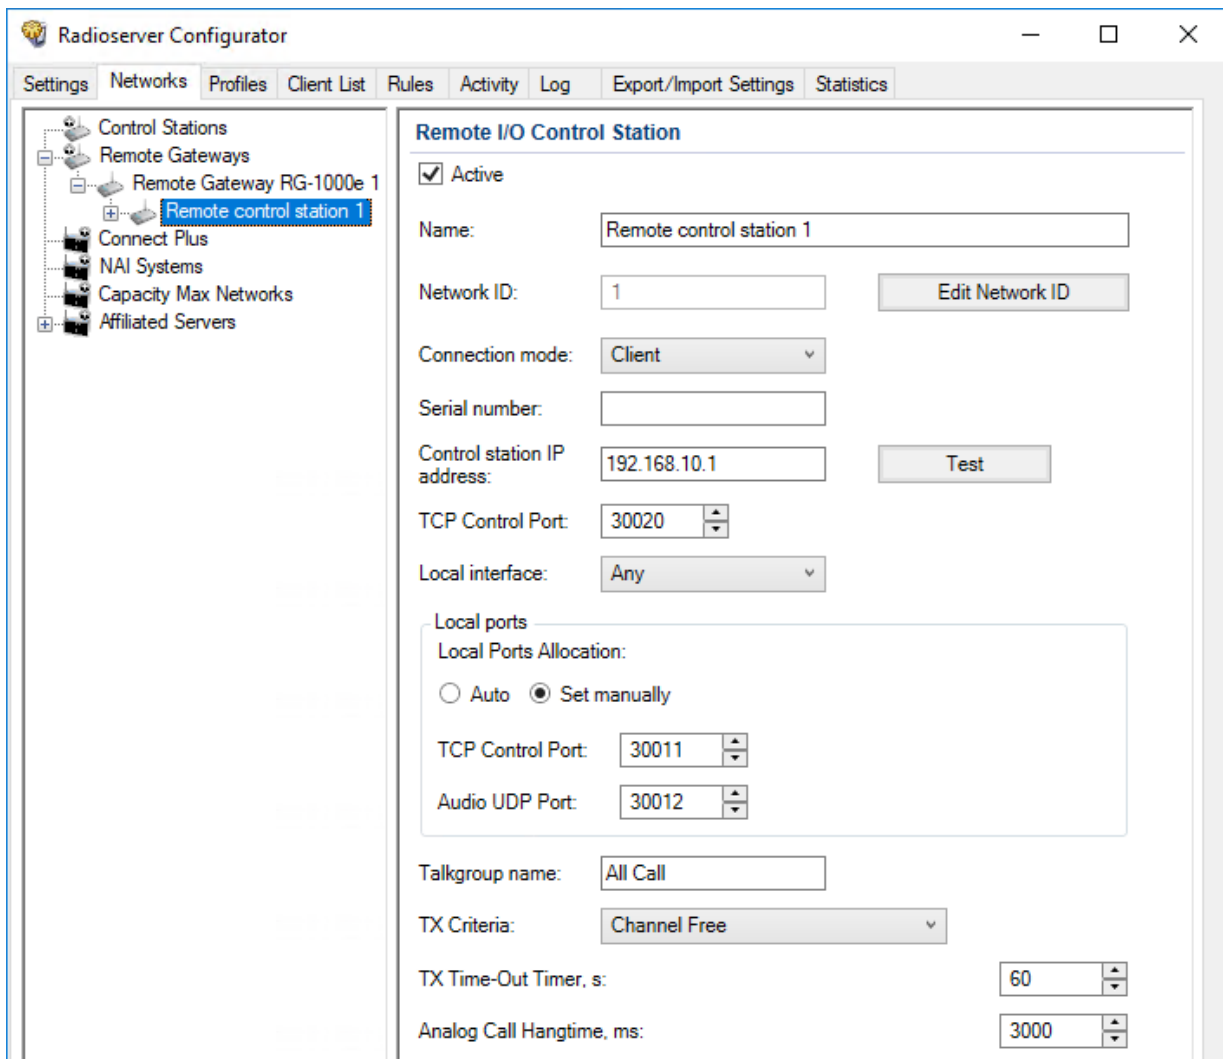 Radioserver Configurator
Settings Networks Profiles Client List Rules Activity Log Export/Import Settings Statistics
Control Stations
Remote Gateways
Remote Gateway RG-1000e 1
Remote control station 1
Connect Plus
NAI Systems
Capacity Max Networks
Affiliated Servers
Remote I/O Control Station
Active
Name: Remote control station 1
Network ID: 1 Edit Network ID
Connection mode: Client
Serial number:
Control station IP
address: 192.168.10.1 Test
TCP Control Port: 30020
Local interface: Any
Local ports
Local Ports Allocation:
Auto Set manually
TCP Control Port: 30011
Audio UDP Port: 30012
Talkgroup name: All Call
TX Criteria: Channel Free
TX Time-Out Timer, s: 60
Analog Call Hangtime, ms: 3000